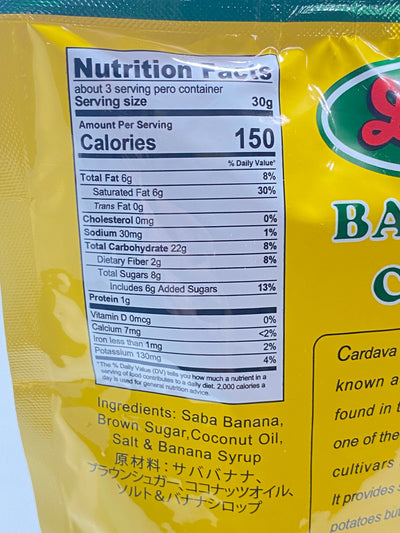 Nutrition Facts
about 3 serving pero container
Serving size 30g
Amount Per Serving
Calories 150
% Daily Value*
Total Fat 6g 8%
Saturated Fat 6g 30%
Trans Fat 0g
Cholesterol 0mg 0%
Sodium 30mg 1%
Total Carbohydrate 22g 8%
Dietary Fiber 2g 8%
Total Sugars 8g
Includes 6g Added Sugars 13%
Protein 1g
Vitamin D 0mcg 0%
Calcium 7mg <2%
Iron less than 1mg 2%
Potassium 130mg 4%
*The % Daily Value (DV) tells you how much a nutrient in a
serving of food contributes to a daily diet. 2,000 calories a
day is used for general nutrition advice.
Ingredients: Saba Banana,
Brown Sugar,Coconut Oil,
Salt & Banana Syrup
原材料：サババナナ、
ブラウンシュガー、ココナッツオイル、
ソルト&バナナシロップ
BA
C
Cardava
known a
found in t
one of the
cultivars
It provides
potatoes but